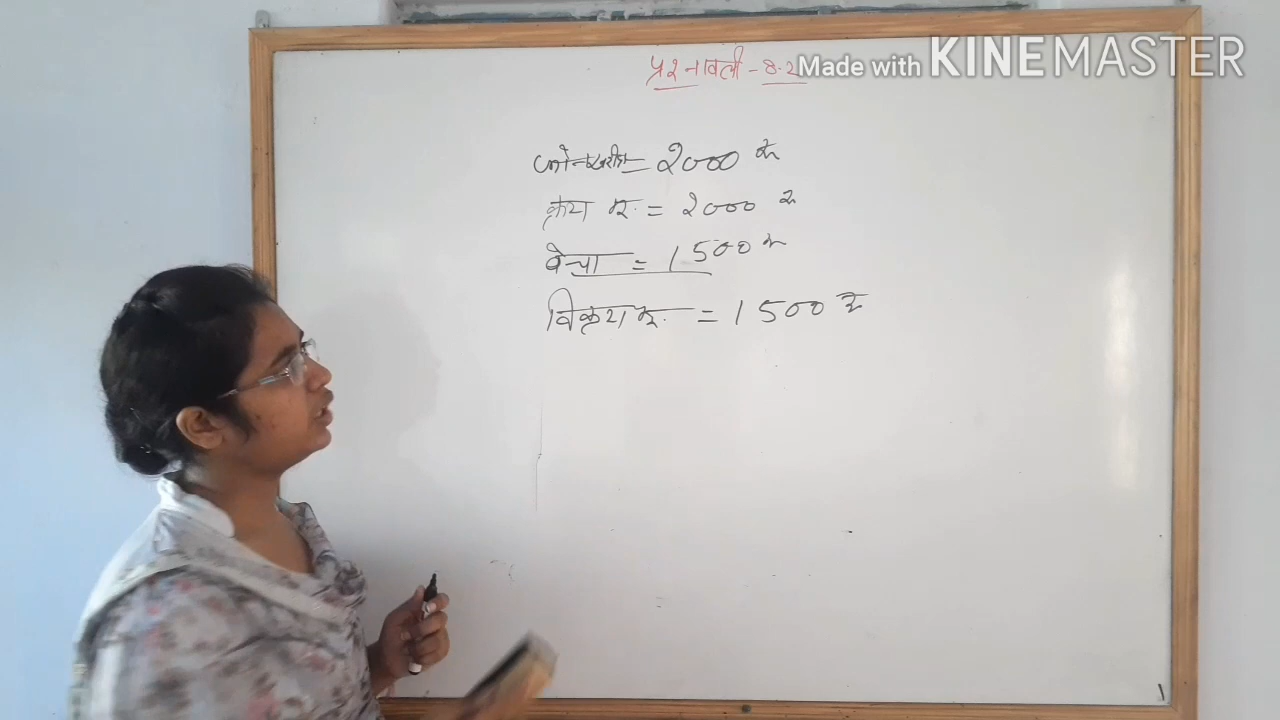 प्रश्नावली - 8.2
Made with KINEMASTER
फोन खरीदा = 2000 रु
क्रय मू. = 2000 रु
बेचा = 1500 रु
विक्रय मू. = 1500 रु